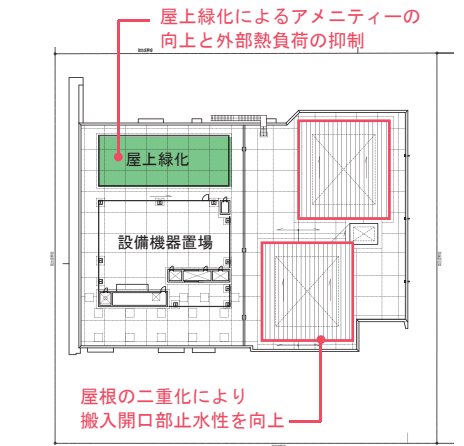 屋上緑化によるアメニティーの
向上と外部熱負荷の抑制
屋上緑化
設備機器置場
屋根の二重化により
搬入開口部止水性を向上